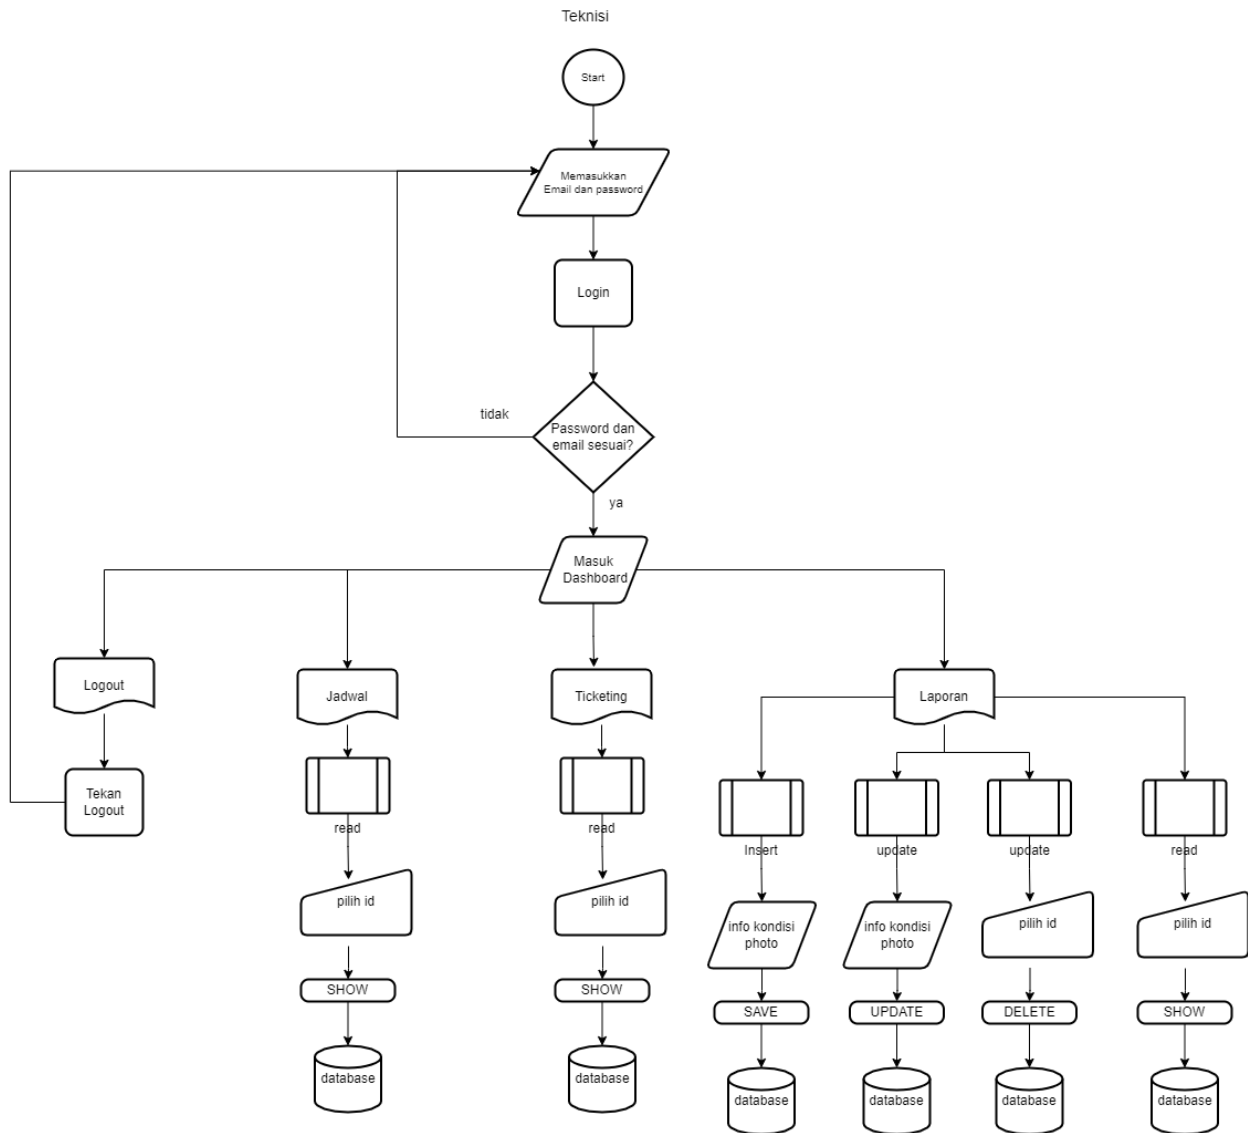 Teknisi
Start
Memasukkan
Email dan password
Login
tidak
Password dan
email sesuai?
ya
Masuk
Dashboard
Logout
Jadwal
Ticketing
Laporan
Tekan
Logout
read
read
Insert
update
update
read
pilih id
pilih id
info kondisi
photo
info kondisi
photo
pilih id
pilih id
SHOW
SHOW
SAVE
UPDATE
DELETE
SHOW
database
database
database
database
database
database